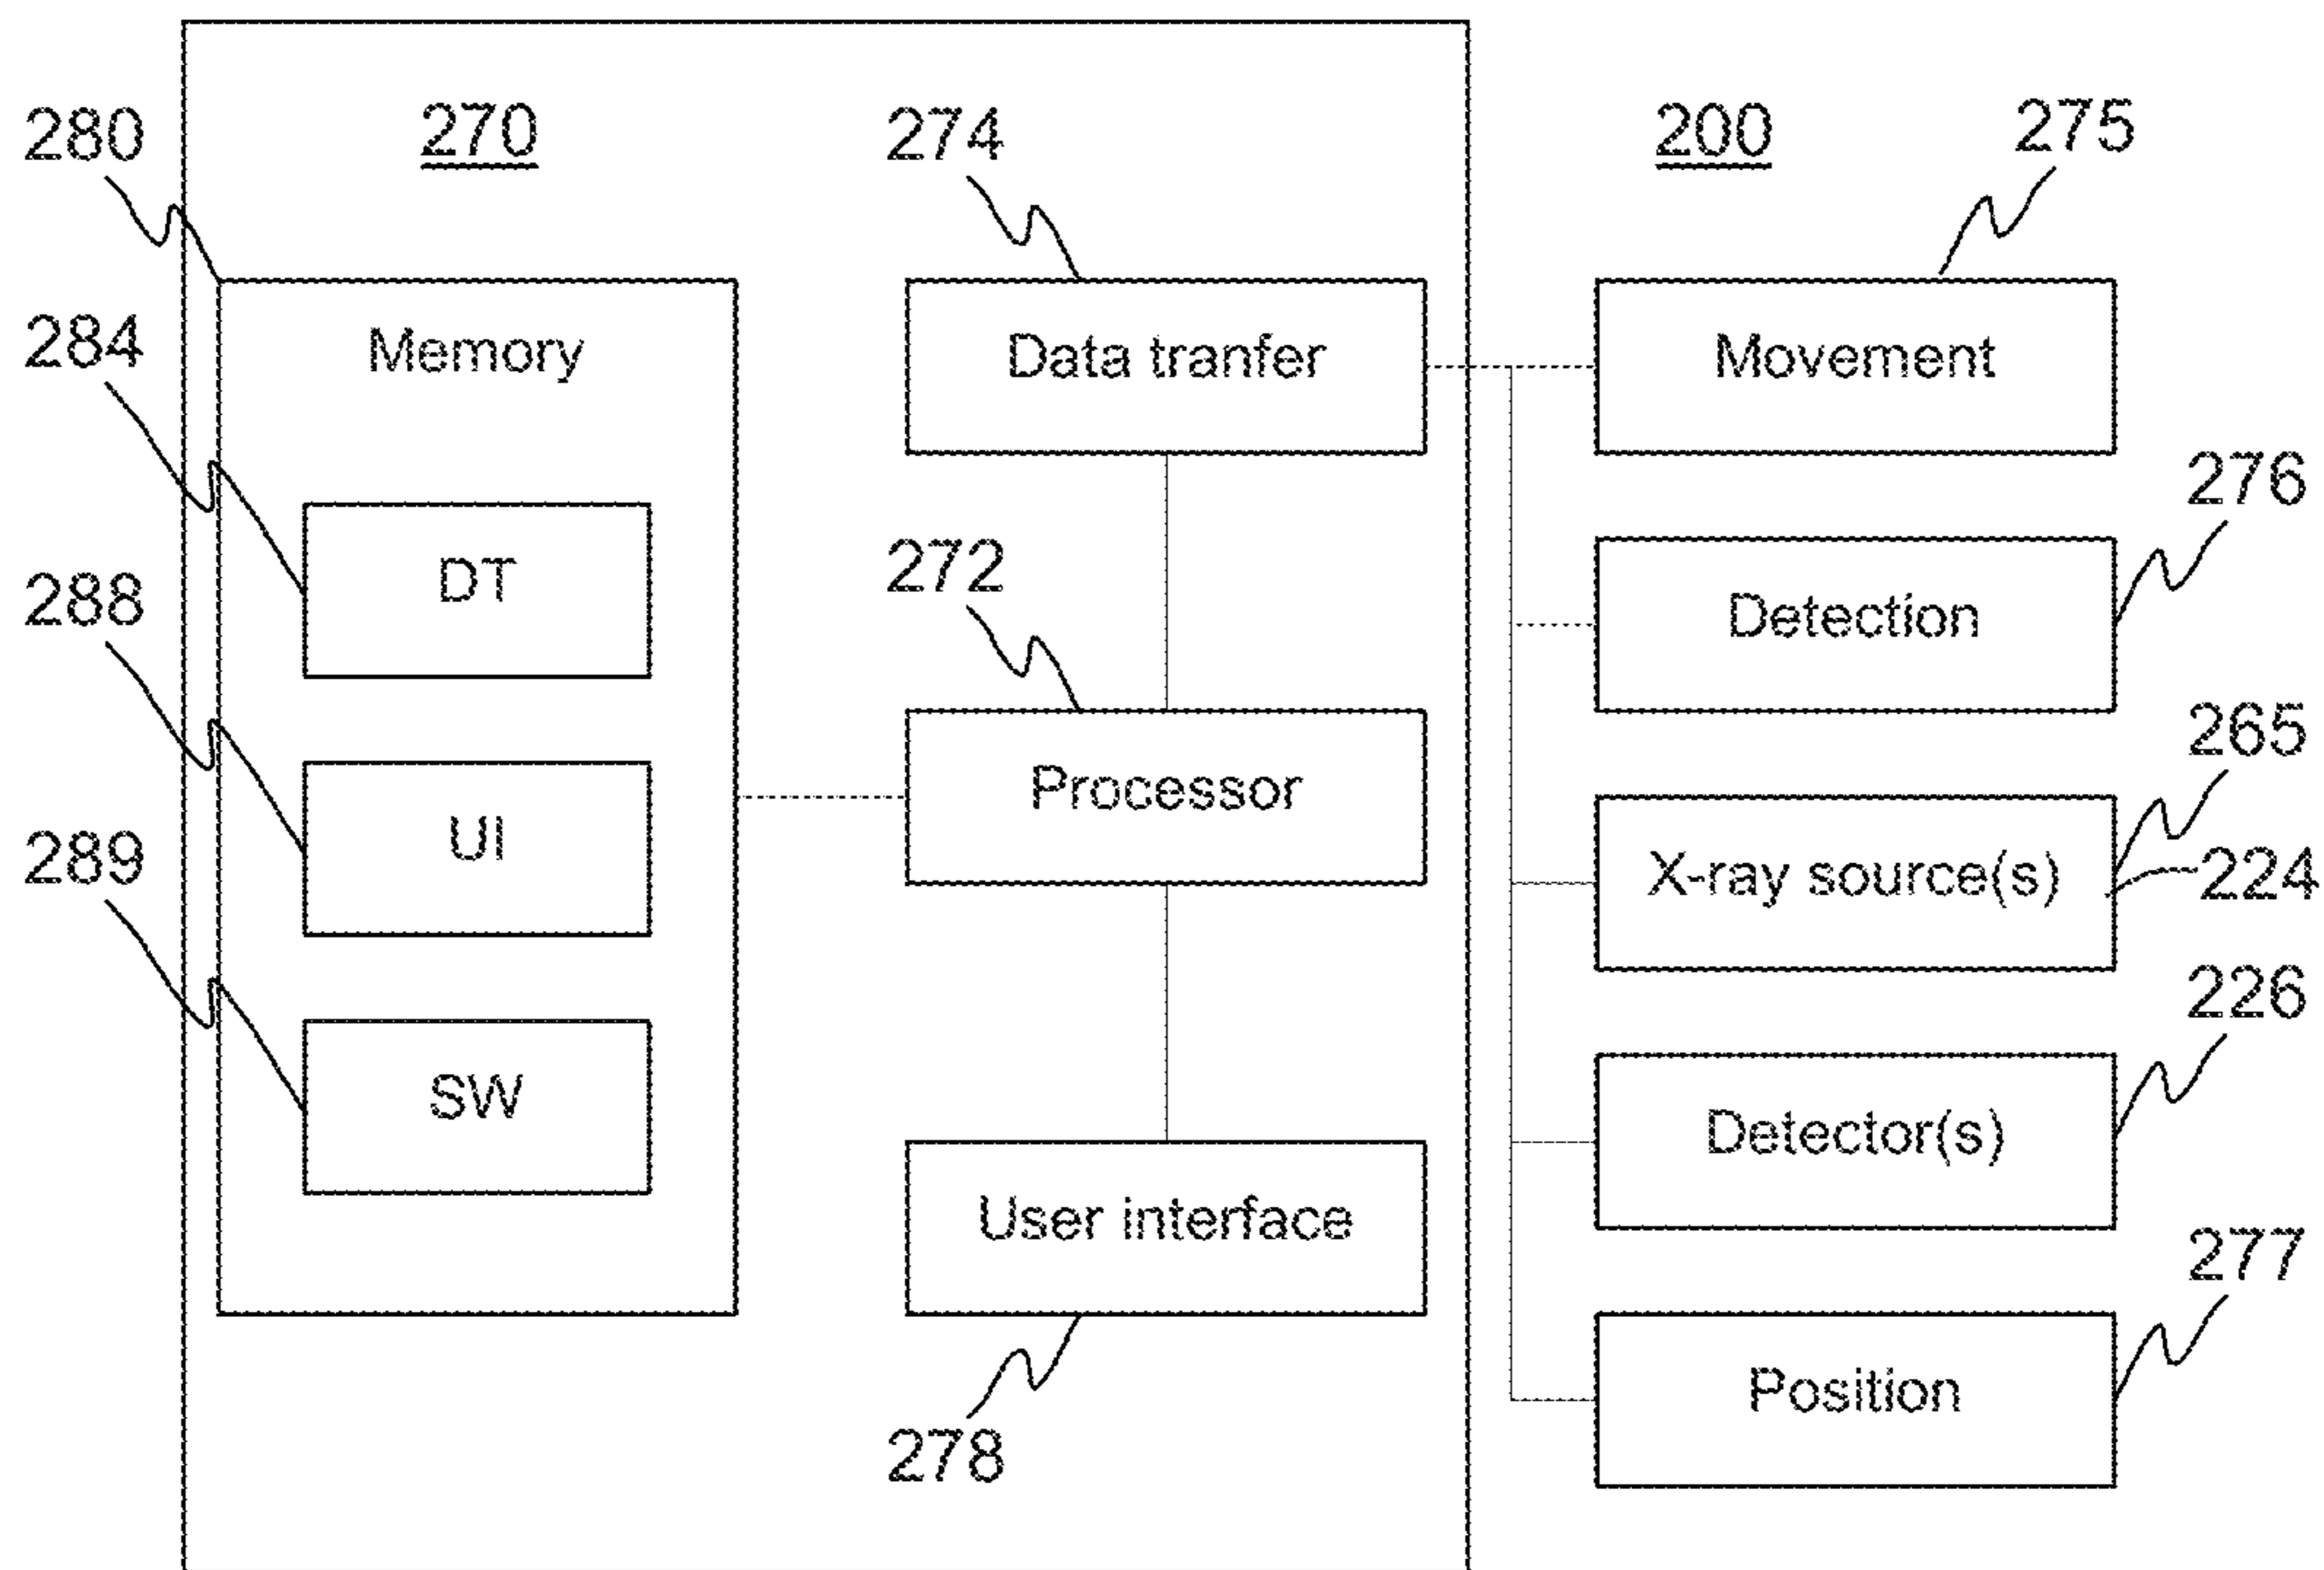 280
270
274
200
275
284
Memory
Data tranfer
Movement
276
288
DT
272
Detection
265
289
UI
Processor
X-ray source(s)
224
226
SW
Detector(s)
User interface
277
278
Position